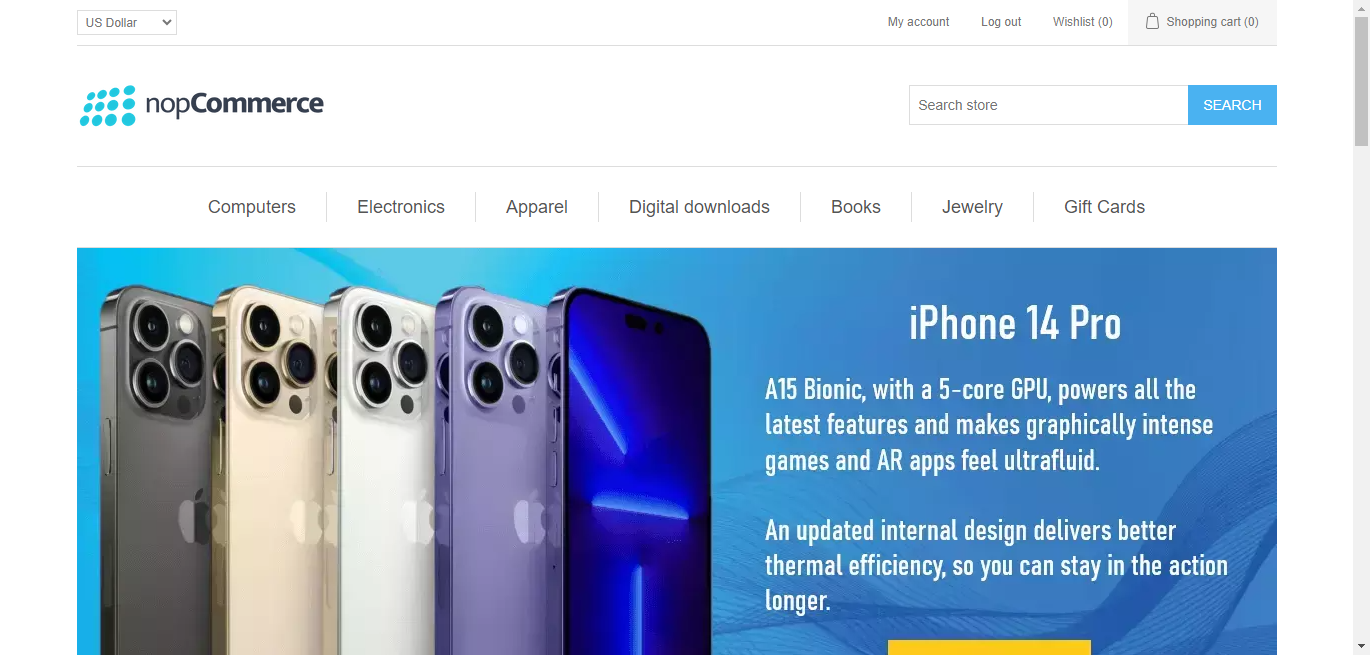 US Dollar
My account
Log out
Wishlist (0)
Shopping cart (0)
nopCommerce
Search store
SEARCH
Computers
Electronics
Apparel
Digital downloads
Books
Jewelry
Gift Cards
iPhone 14 Pro
A15 Bionic, with a 5-core GPU, powers all the
latest features and makes graphically intense
games and AR apps feel ultrafluid.
An updated internal design delivers better
thermal efficiency, so you can stay in the action
longer.